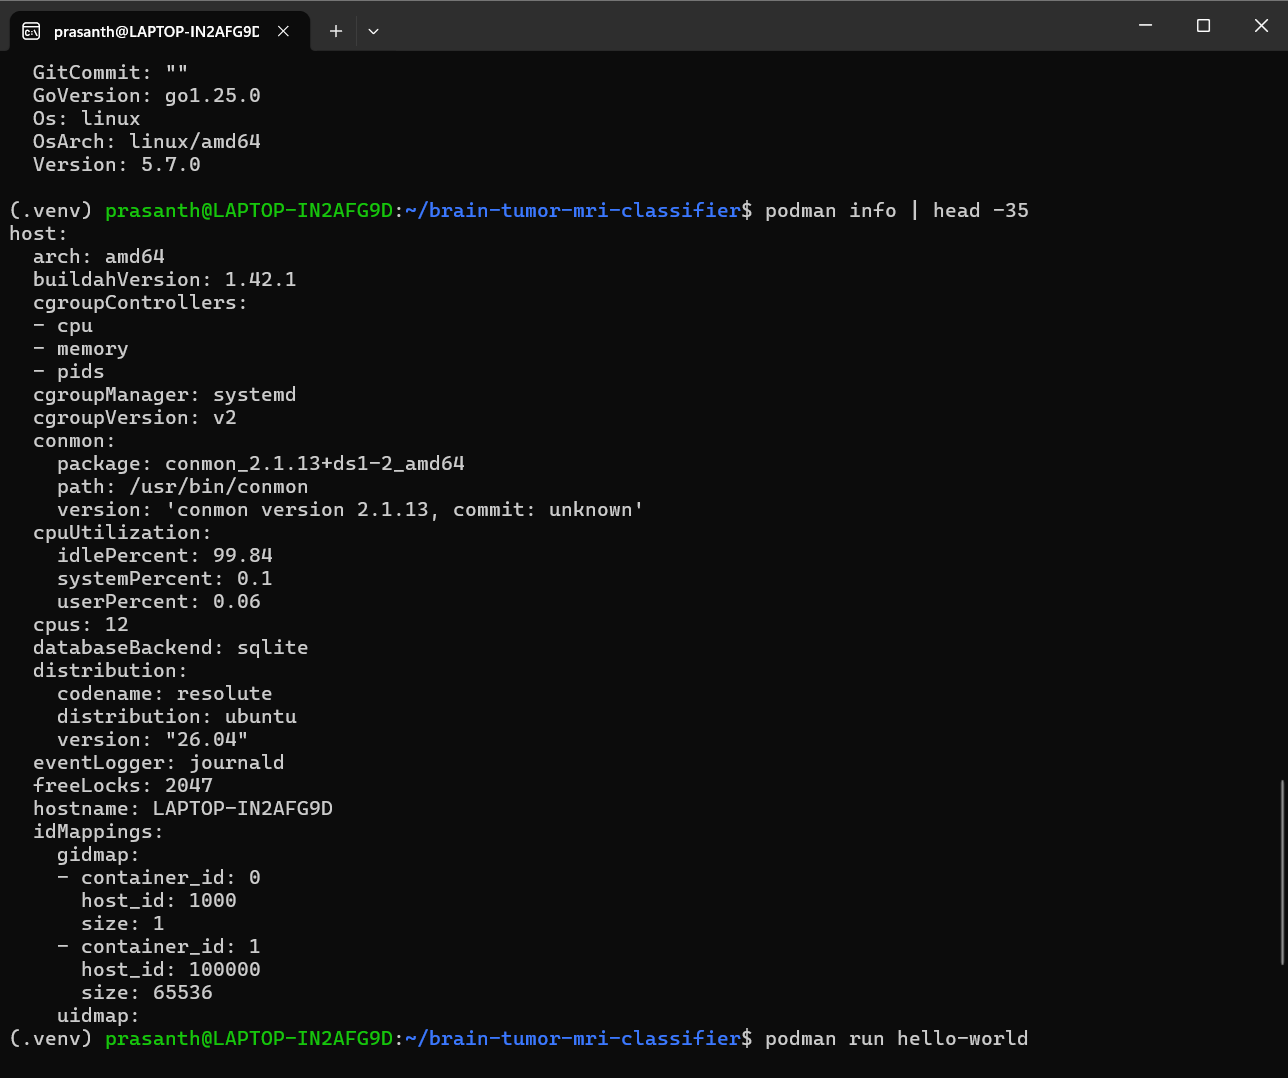 prasanth@LAPTOP-IN2AFG9D
  GitCommit: ""
  GoVersion: go1.25.0
  Os: linux
  OsArch: linux/amd64
  Version: 5.7.0

(.venv) prasanth@LAPTOP-IN2AFG9D:~/brain-tumor-mri-classifier$ podman info | head -35
host:
  arch: amd64
  buildahVersion: 1.42.1
  cgroupControllers:
  - cpu
  - memory
  - pids
  cgroupManager: systemd
  cgroupVersion: v2
  conmon:
    package: conmon_2.1.13+ds1-2_amd64
    path: /usr/bin/conmon
    version: 'conmon version 2.1.13, commit: unknown'
  cpuUtilization:
    idlePercent: 99.84
    systemPercent: 0.1
    userPercent: 0.06
  cpus: 12
  databaseBackend: sqlite
  distribution:
    codename: resolute
    distribution: ubuntu
    version: "26.04"
  eventLogger: journald
  freeLocks: 2047
  hostname: LAPTOP-IN2AFG9D
  idMappings:
    gidmap:
    - container_id: 0
      host_id: 1000
      size: 1
    - container_id: 1
      host_id: 100000
      size: 65536
    uidmap:
(.venv) prasanth@LAPTOP-IN2AFG9D:~/brain-tumor-mri-classifier$ podman run hello-world